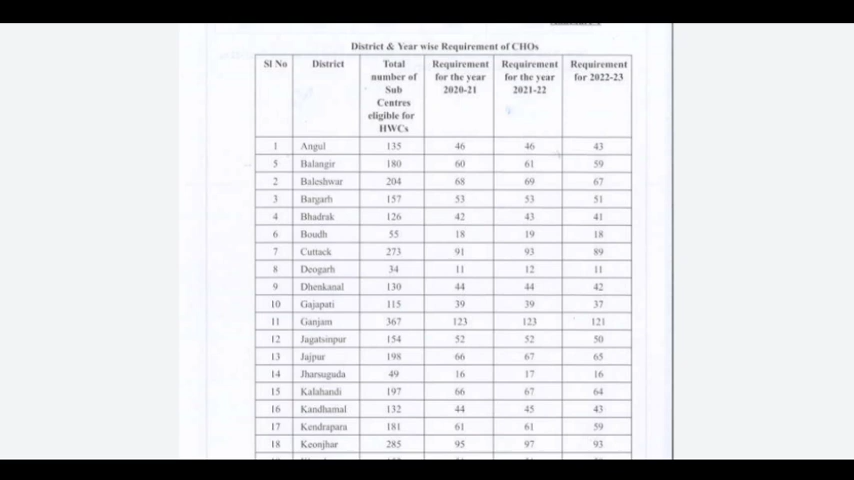 District & Year wise Requirement of CHOs
Sl No District Total number of Sub Centres eligible for HWCs Requirement for the year 2020-21 Requirement for the year 2021-22 Requirement for 2022-23
1 Angul 135 46 46 43
5 Balangir 180 60 61 59
2 Baleshwar 204 68 69 67
3 Bargarh 157 53 53 51
4 Bhadrak 126 42 43 41
6 Boudh 55 18 19 18
7 Cuttack 273 91 93 89
8 Deogarh 34 11 12 11
9 Dhenkanal 130 44 44 42
10 Gajapati 115 39 39 37
11 Ganjam 367 123 123 121
12 Jagatsinpur 154 52 52 50
13 Jajpur 198 66 67 65
14 Jharsuguda 49 16 17 16
15 Kalahandi 197 66 67 64
16 Kandhamal 132 44 45 43
17 Kendrapara 181 61 61 59
18 Keonjhar 285 95 97 93